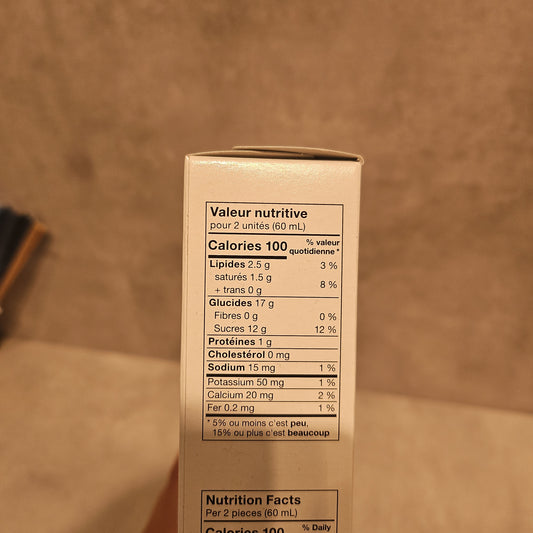 Valeur nutritive
pour 2 unités (60 mL)
Calories 100
% valeur
quotidienne *
Lipides 2.5 g 3 %
saturés 1.5 g
+ trans 0 g
8 %
Glucides 17 g
Fibres 0 g 0 %
Sucres 12 g 12 %
Protéines 1 g
Cholestérol 0 mg
Sodium 15 mg 1 %
Potassium 50 mg 1 %
Calcium 20 mg 2 %
Fer 0.2 mg 1 %
* 5% ou moins c'est peu,
15% ou plus c'est beaucoup
Nutrition Facts
Per 2 pieces (60 mL)
Calories 100
% Daily